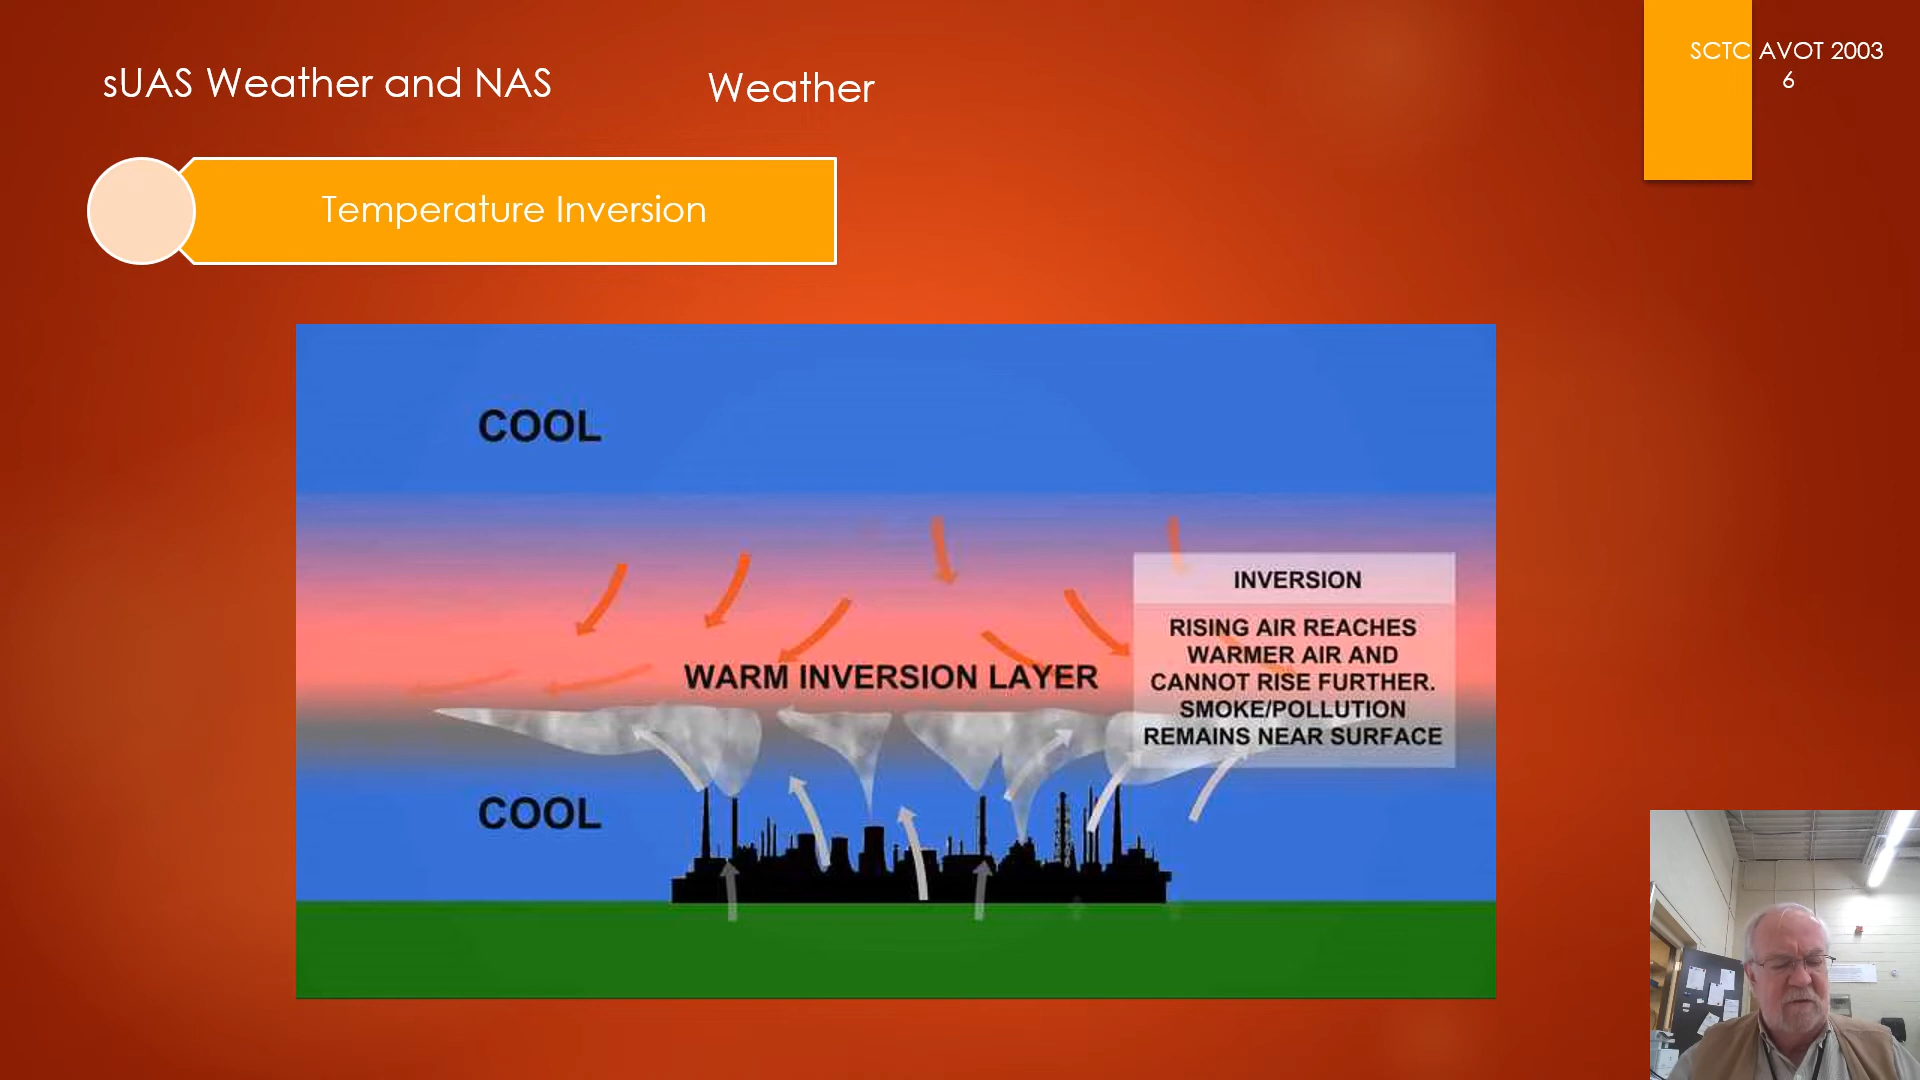 sUAS Weather and NAS
Weather
SCTC AVOT 2003
6
Temperature Inversion
COOL
WARM INVERSION LAYER
INVERSION
RISING AIR REACHES
WARMER AIR AND
CANNOT RISE FURTHER.
SMOKE/POLLUTION
REMAINS NEAR SURFACE
COOL